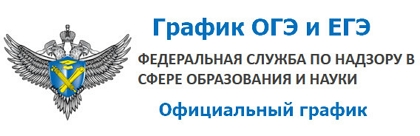 График ОГЭ и ЕГЭ
ФЕДЕРАЛЬНАЯ СЛУЖБА ПО НАДЗОРУ В
СФЕРЕ ОБРАЗОВАНИЯ И НАУКИ
Официальный график